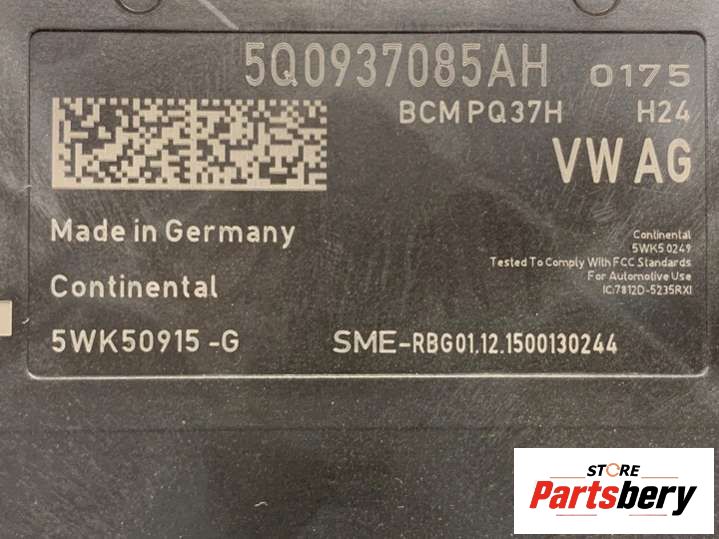 5Q0937085AH 0175
BCM PQ37H H24
VW AG
Made in Germany
Continental
5WK50915 -G
Continental
5WK5 0249
Tested To Comply With FCC Standards
For Automotive Use
IC:7812D-5235RXI
SME-RBG01.12.1500130244
STORE
Partsbery